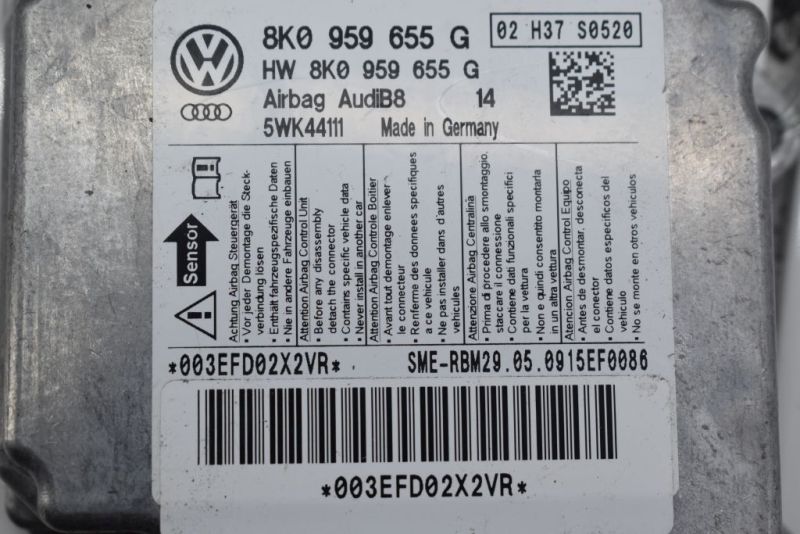 8K0 959 655 G
02 H37 S0520
HW 8K0 959 655 G
Airbag AudiB8 14
5WK44111 Made in Germany
Sensor
Achtung Airbag Steuergerät
• Vor jeder Demontage die Steck-
verbindung lösen
• Enthält fahrzeugspezifische Daten
• Nie in andere Fahrzeuge einbauen
Attention Airbag Control Unit
• Before any disassembly
detach the connector
• Contains specific vehicle data
• Never install in another car
Attention Airbag Controle Boitier
• Avant tout demontage enlever
le connecteur
• Renferme des donnees specifiques
a ce vehicule
• Ne pas installer dans d'autres
vehicules
Attenzione Airbag Centralina
• Prima di procedere allo smontaggio,
staccare il connessione
• Contiene dati funzionali specifici
per la vettura
• Non e quindi consentito montarla
in un altra vettura
Atencion Airbag Control Equipo
• Antes de desmontar, desconecta
el conector
• Contiene datos especificos del
vehiculo
• No se monte en otros vehiculos
*003EFD02X2VR*
SME-RBM29.05.0915EF0086
*003EFD02X2VR*